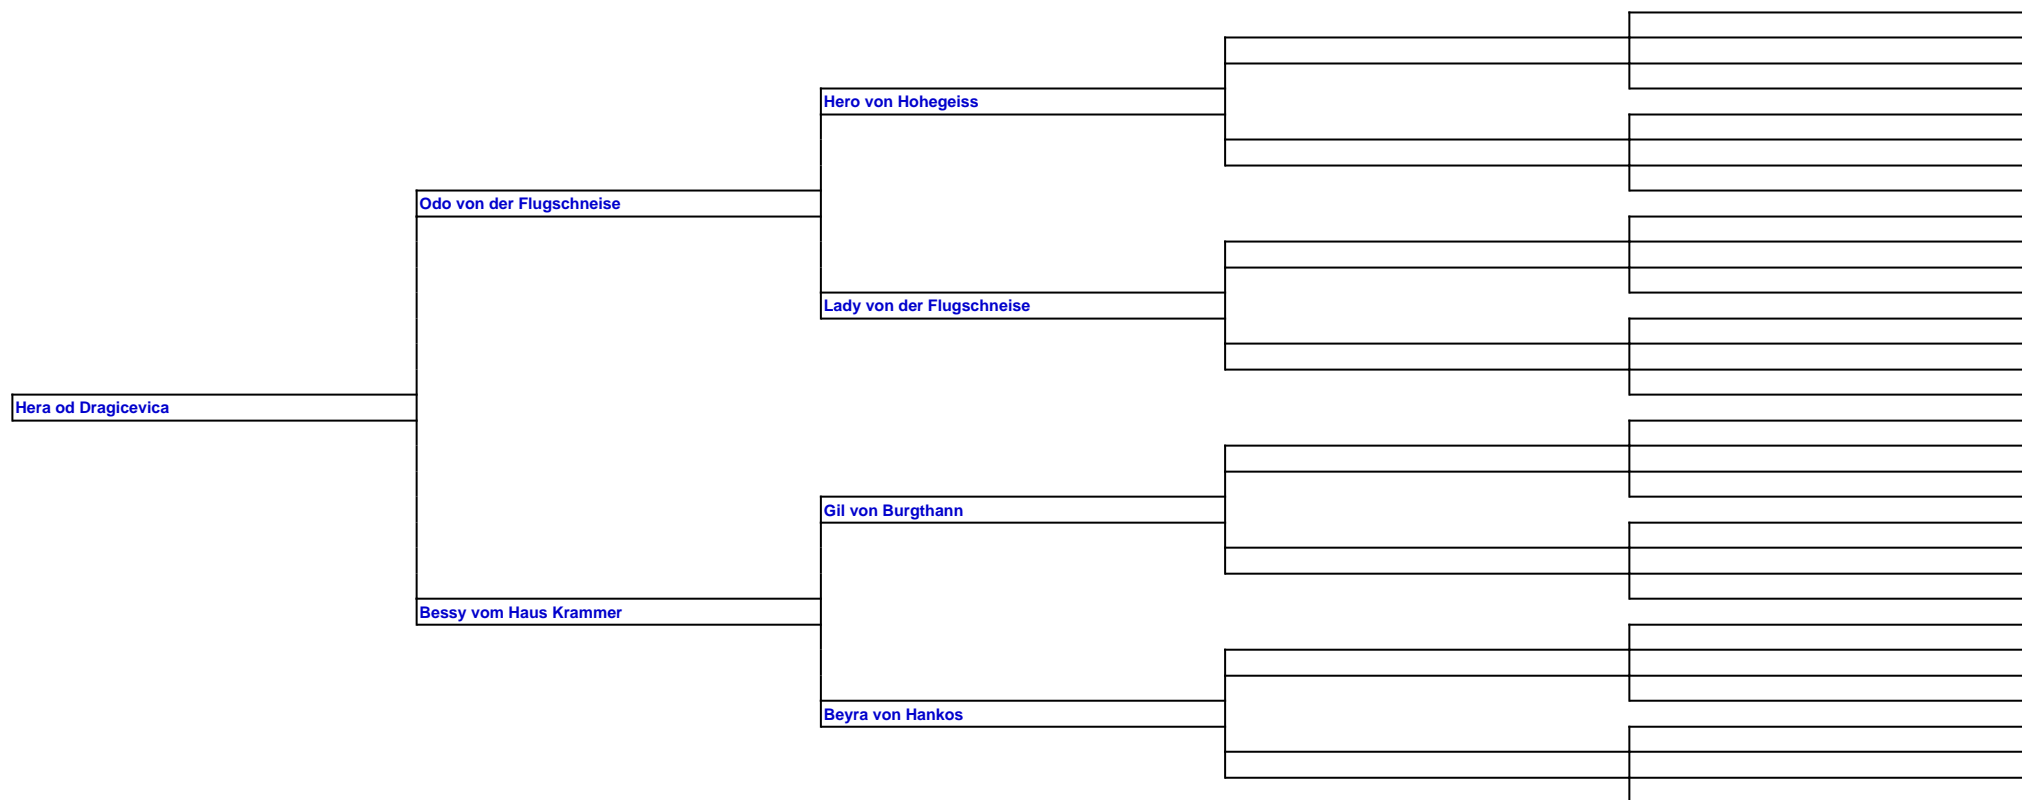 Hero von Hohegeiss
Odo von der Flugschneise
Lady von der Flugschneise
Hera od Dragicevica
Gil von Burgthann
Bessy vom Haus Krammer
Beyra von Hankos